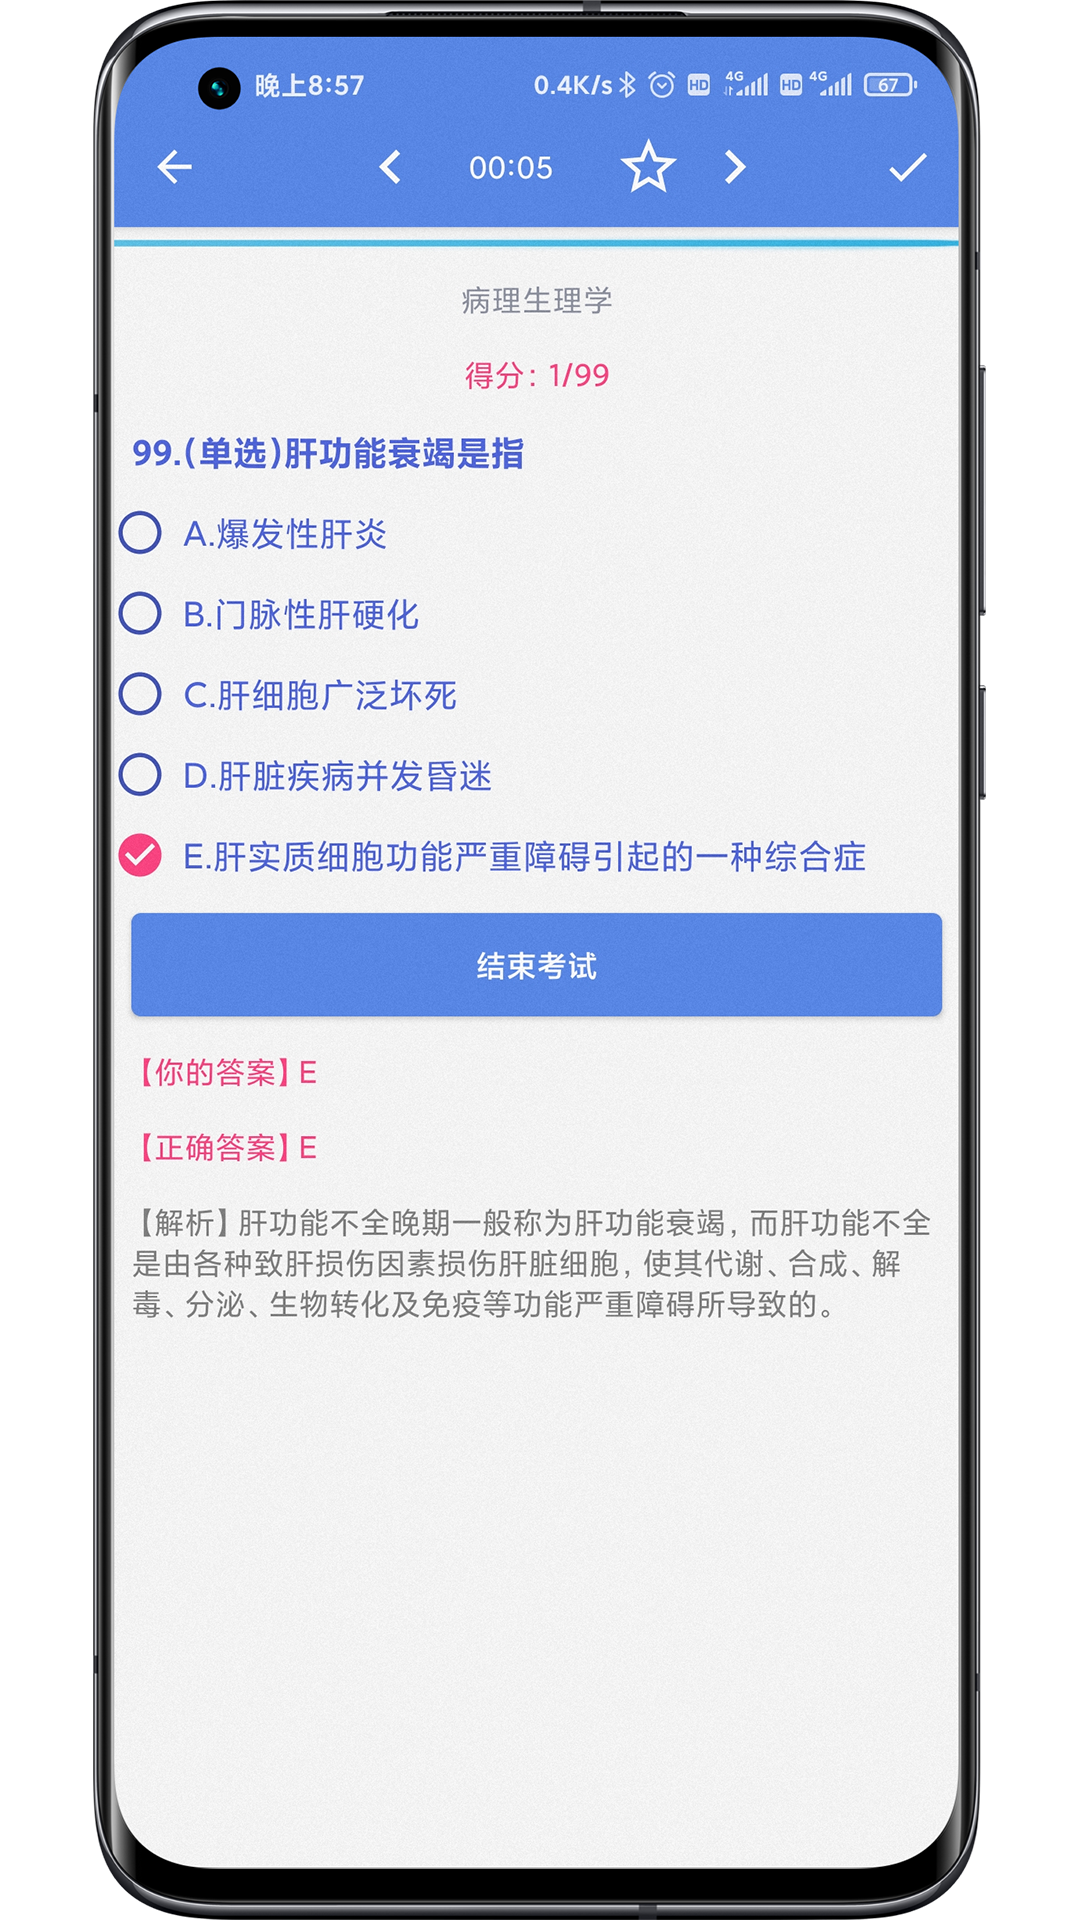 晚上8:57
0.4K/s HD 4G HD 4G 67
00:05
病理生理学
得分: 1/99
99.(单选)肝功能衰竭是指
A.爆发性肝炎
B.门脉性肝硬化
C.肝细胞广泛坏死
D.肝脏疾病并发昏迷
E.肝实质细胞功能严重障碍引起的一种综合症
结束考试
【你的答案】E
【正确答案】E
【解析】肝功能不全晚期一般称为肝功能衰竭，而肝功能不全
是由各种致肝损伤因素损伤肝脏细胞，使其代谢、合成、解
毒、分泌、生物转化及免疫等功能严重障碍所导致的。